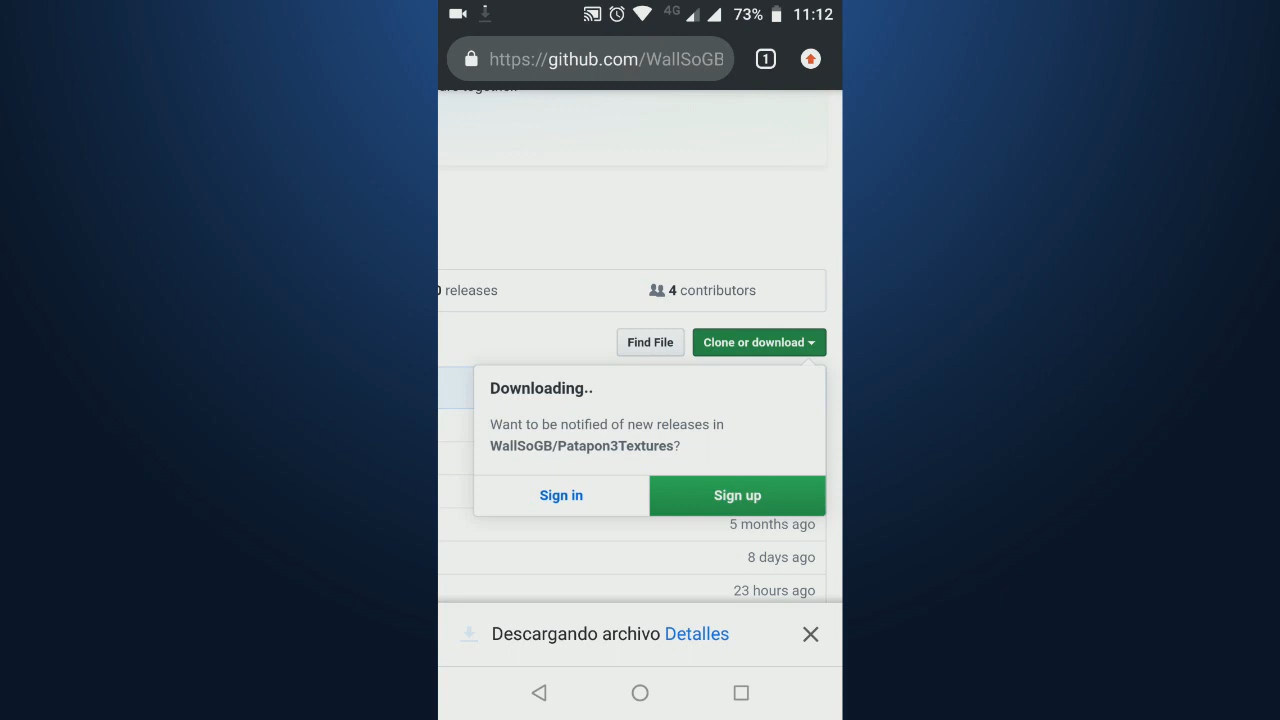 4G 73% 11:12
https://github.com/WallSoGB
1
releases
4 contributors
Find File
Clone or download
Downloading..
Want to be notified of new releases in
WallSoGB/Patapon3Textures?
Sign in
Sign up
5 months ago
8 days ago
23 hours ago
Descargando archivo Detalles